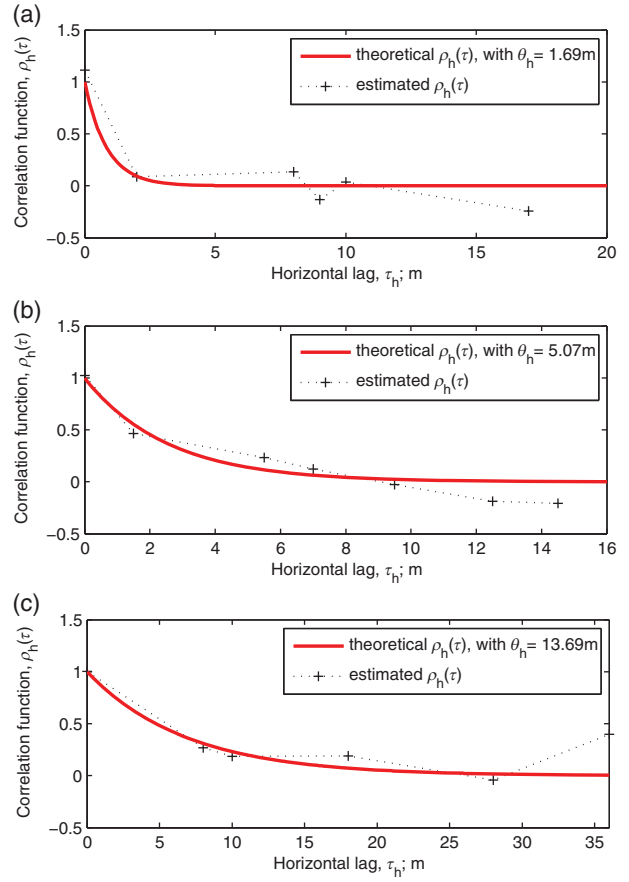 (a)
1.5
1
0.5
0
−0.5
Correlation function, ρh(τ)
theoretical ρh(τ), with θh= 1.69m
estimated ρh(τ)
0 5 10 15 20
Horizontal lag, τh; m
(b)
1.5
1
0.5
0
−0.5
Correlation function, ρh(τ)
theoretical ρh(τ), with θh= 5.07m
estimated ρh(τ)
0 2 4 6 8 10 12 14 16
Horizontal lag, τh; m
(c)
1.5
1
0.5
0
−0.5
Correlation function, ρh(τ)
theoretical ρh(τ), with θh= 13.69m
estimated ρh(τ)
0 5 10 15 20 25 30 35
Horizontal lag, τh; m